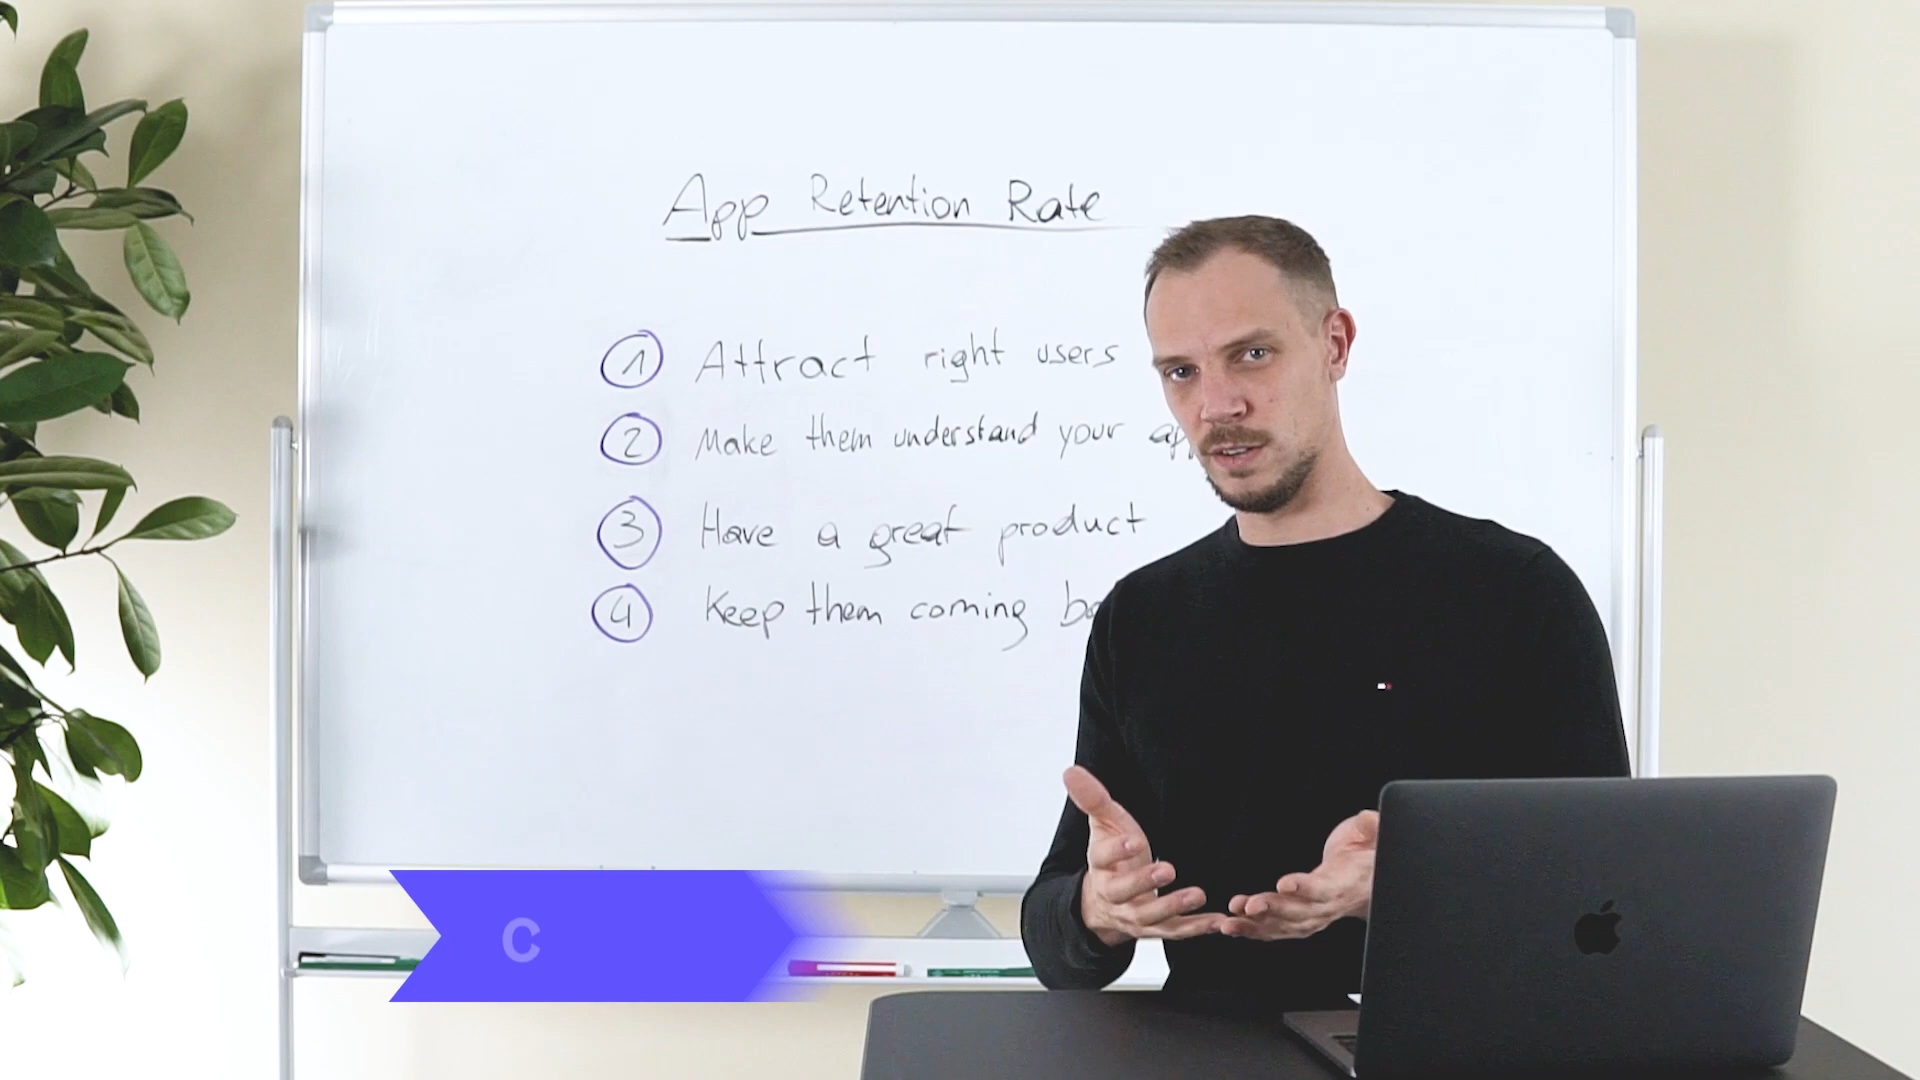 App Retention Rate
1 Attract right users
2 Make them understand your
3 Have a great product
4 Keep them coming
C